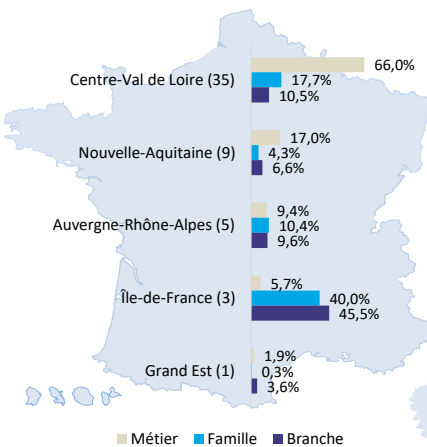 66,0%
Centre-Val de Loire (35) 17,7%
10,5%
17,0%
Nouvelle-Aquitaine (9) 4,3%
6,6%
9,4%
Auvergne-Rhône-Alpes (5) 10,4%
9,6%
5,7%
Île-de-France (3) 40,0%
45,5%
1,9%
Grand Est (1) 0,3%
3,6%
Métier Famille Branche